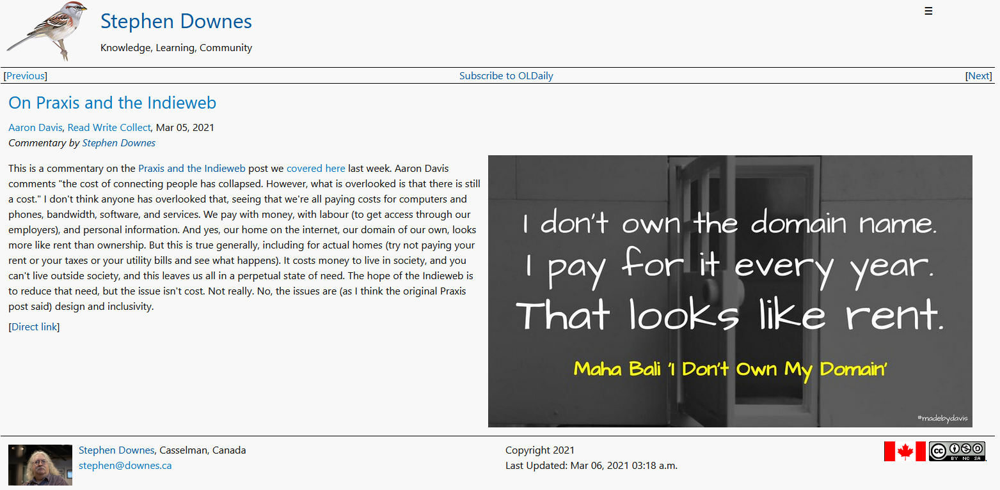 Stephen Downes
☰
Knowledge, Learning, Community
[Previous]
Subscribe to OLDaily
[Next]
On Praxis and the Indieweb
Aaron Davis, Read Write Collect, Mar 05, 2021
Commentary by Stephen Downes
This is a commentary on the Praxis and the Indieweb post we covered here last week. Aaron Davis
comments "the cost of connecting people has collapsed. However, what is overlooked is that there is still
a cost." I don't think anyone has overlooked that, seeing that we're all paying costs for computers and
phones, bandwidth, software, and services. We pay with money, with labour (to get access through our
employers), and personal information. And yes, our home on the internet, our domain of our own, looks
more like rent than ownership. But this is true generally, including for actual homes (try not paying your
rent or your taxes or your utility bills and see what happens). It costs money to live in society, and you
can't live outside society, and this leaves us all in a perpetual state of need. The hope of the Indieweb is
to reduce that need, but the issue isn't cost. Not really. No, the issues are (as I think the original Praxis
post said) design and inclusivity.
[Direct link]
I don't own the domain name.
I pay for it every year.
That looks like rent.
Maha Bali 'I Don't Own My Domain'
#madebydavis
Stephen Downes, Casselman, Canada
stephen@downes.ca
Copyright 2021
Last Updated: Mar 06, 2021 03:18 a.m.
cc
BY NC SA
.